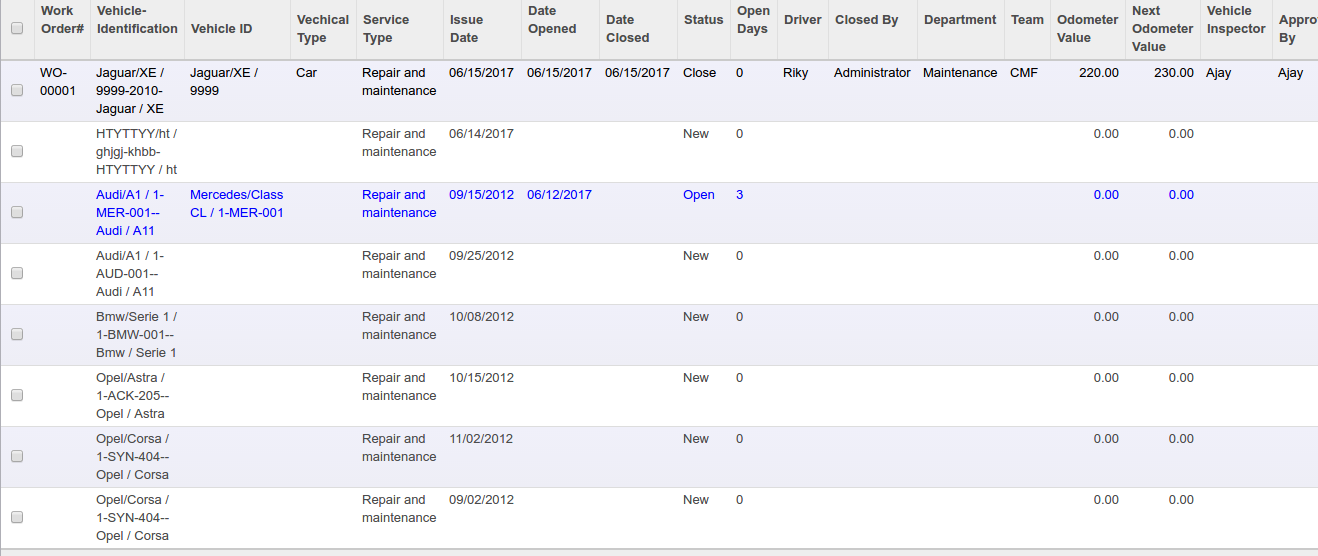 Work Order# Vehicle-Identification Vehicle ID Vechical Type Service Type Issue Date Date Opened Date Closed Status Open Days Driver Closed By Department Team Odometer Value Next Odometer Value Vehicle Inspector Approv By
WO- Jaguar/XE / Jaguar/XE / Car Repair and 06/15/2017 06/15/2017 06/15/2017 Close 0 Riky Administrator Maintenance CMF 220.00 230.00 Ajay Ajay
00001 9999-2010- 9999 maintenance
Jaguar / XE
HTYTTYY/ht / Repair and 06/14/2017 New 0 0.00 0.00
ghjgj-khbb- maintenance
HTYTTYY / ht
Audi/A1 / 1- Mercedes/Class Repair and 09/15/2012 06/12/2017 Open 3 0.00 0.00
MER-001-- CL / 1-MER-001 maintenance
Audi / A11
Audi/A1 / 1- Repair and 09/25/2012 New 0 0.00 0.00
AUD-001-- maintenance
Audi / A11
Bmw/Serie 1 / Repair and 10/08/2012 New 0 0.00 0.00
1-BMW-001-- maintenance
Bmw / Serie 1
Opel/Astra / Repair and 10/15/2012 New 0 0.00 0.00
1-ACK-205-- maintenance
Opel / Astra
Opel/Corsa / Repair and 11/02/2012 New 0 0.00 0.00
1-SYN-404-- maintenance
Opel / Corsa
Opel/Corsa / Repair and 09/02/2012 New 0 0.00 0.00
1-SYN-404-- maintenance
Opel / Corsa